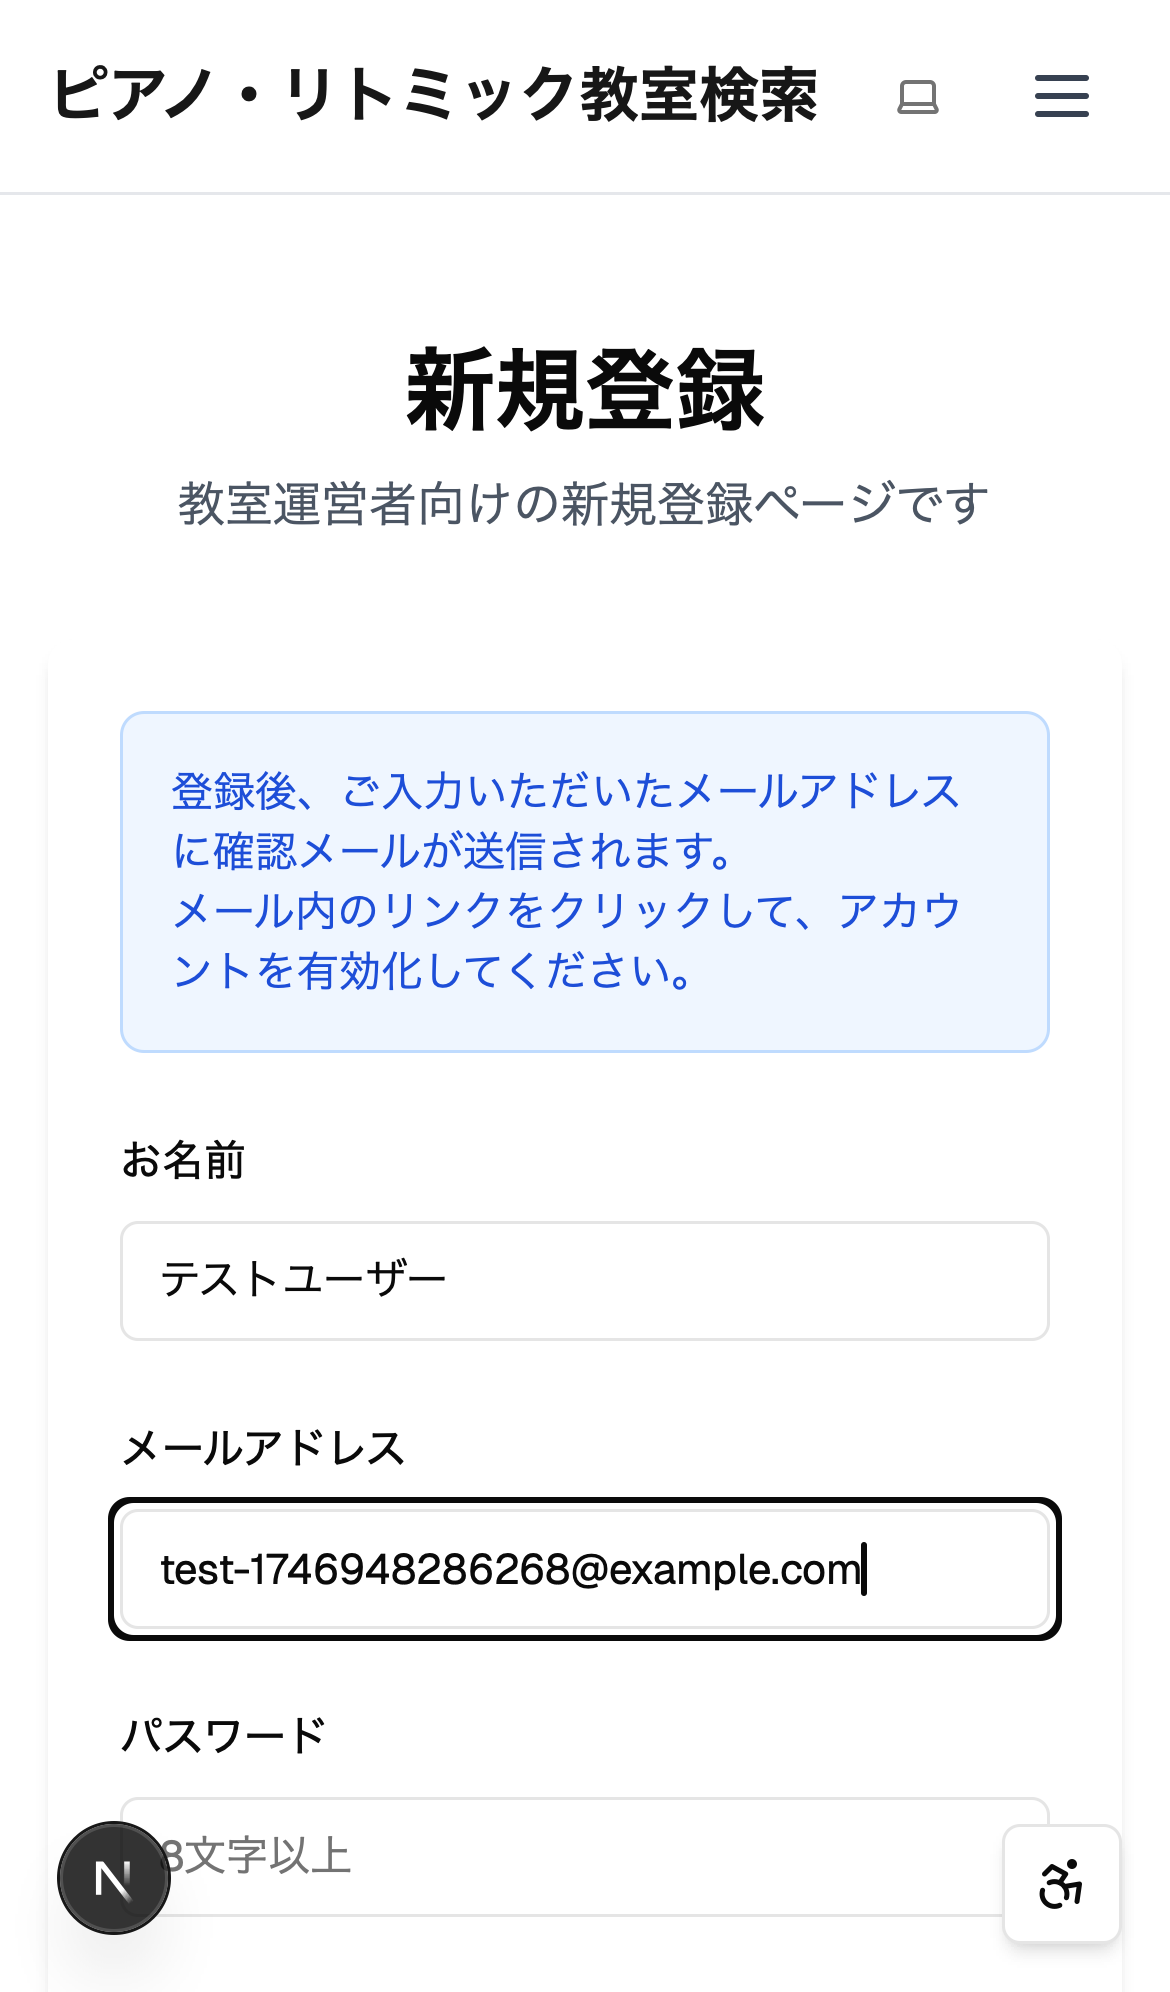 ピアノ・リトミック教室検索
新規登録
教室運営者向けの新規登録ページです
登録後、ご入力いただいたメールアドレス
に確認メールが送信されます。
メール内のリンクをクリックして、アカウ
ントを有効化してください。
お名前
テストユーザー
メールアドレス
test-1746948286268@example.com
パスワード
8文字以上
N